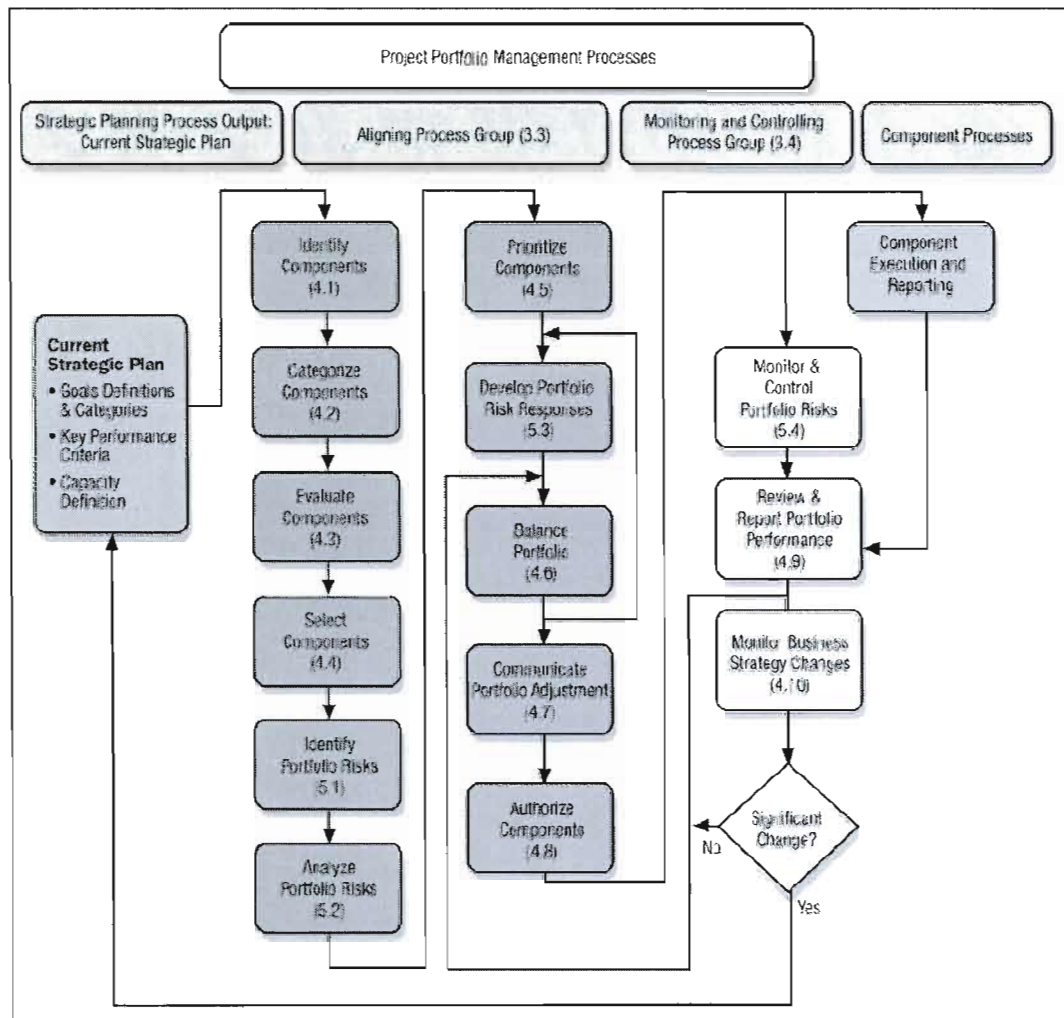 Project Portfolio Management Processes
Strategic Planning Process Output:
Current Strategic Plan
Aligning Process Group (3.3)
Monitoring and Controlling
Process Group (3.4)
Component Processes
Current
Strategic Plan
• Goals Definitions
& Categories
• Key Performance
Criteria
• Capacity
Definition
Identify
Components
(4.1)
Categorize
Components
(4.2)
Evaluate
Components
(4.3)
Select
Components
(4.4)
Identify
Portfolio Risks
(5.1)
Analyze
Portfolio Risks
(5.2)
Prioritize
Components
(4.5)
Develop Portfolio
Risk Responses
(5.3)
Balance
Portfolio
(4.6)
Communicate
Portfolio Adjustment
(4.7)
Authorize
Components
(4.8)
Component
Execution and
Reporting
Monitor &
Control
Portfolio Risks
(5.4)
Review &
Report Portfolio
Performance
(4.9)
Monitor Business
Strategy Changes
(4.10)
Significant
Change?
No
Yes